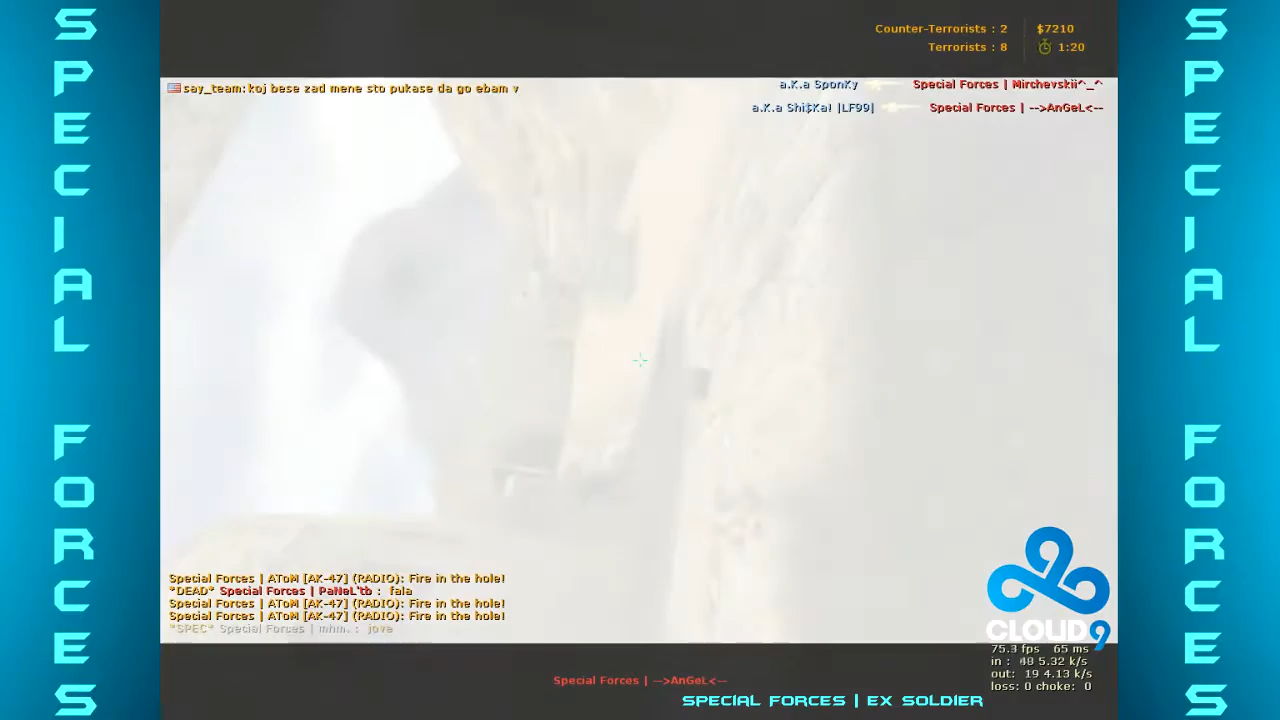 SPECIAL FORCES
Counter-Terrorists : 2
$7210
Terrorists : 8
1:20
say_team: koj bese zad mene sto pukase da go ebam v
a.K.a SponKy
Special Forces | Mirchevskii^_^
a.K.a Shi$Ka! |LF99|
Special Forces | -->AnGeL<--
Special Forces | AToM [AK-47] (RADIO): Fire in the hole!
*DEAD* Special Forces | PaNeL'tb : fala
Special Forces | AToM [AK-47] (RADIO): Fire in the hole!
Special Forces | AToM [AK-47] (RADIO): Fire in the hole!
*SPEC* Special Forces | mhm. : jova
CLOUD9
75.3 fps 65 ms
in : 48 5.32 k/s
out: 19 4.13 k/s
loss: 0 choke: 0
Special Forces | -->AnGeL<--
SPECIAL FORCES | EX SOLDIER
SPECIAL FORCES